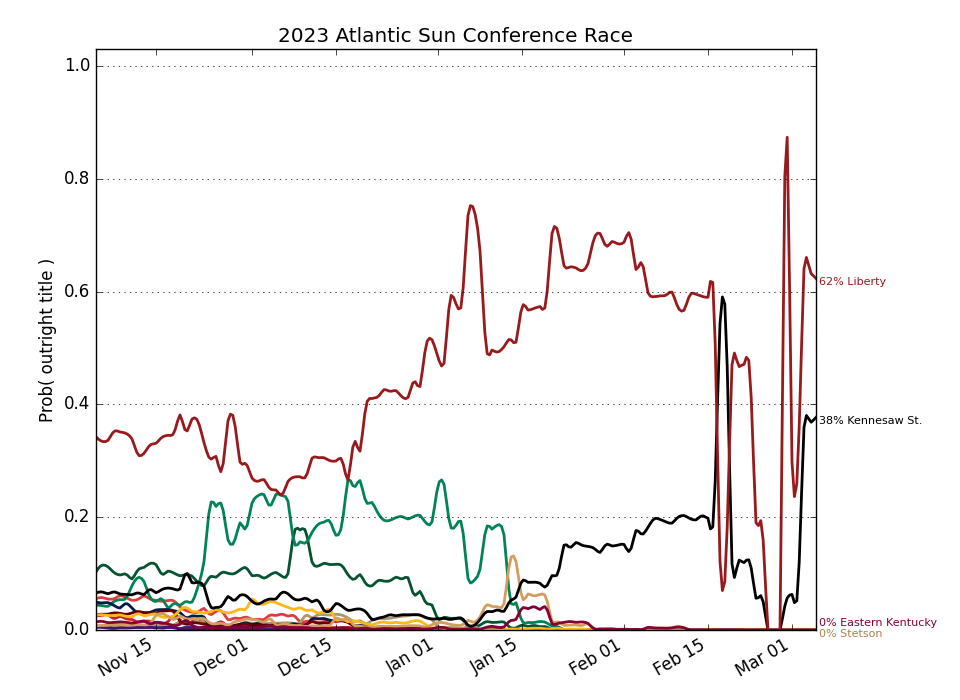 2023 Atlantic Sun Conference Race
1.0
0.8
0.6
0.4
0.2
0.0
Prob( outright title )
62% Liberty
38% Kennesaw St.
0% Eastern Kentucky
0% Stetson
Nov 15
Dec 01
Dec 15
Jan 01
Jan 15
Feb 01
Feb 15
Mar 01